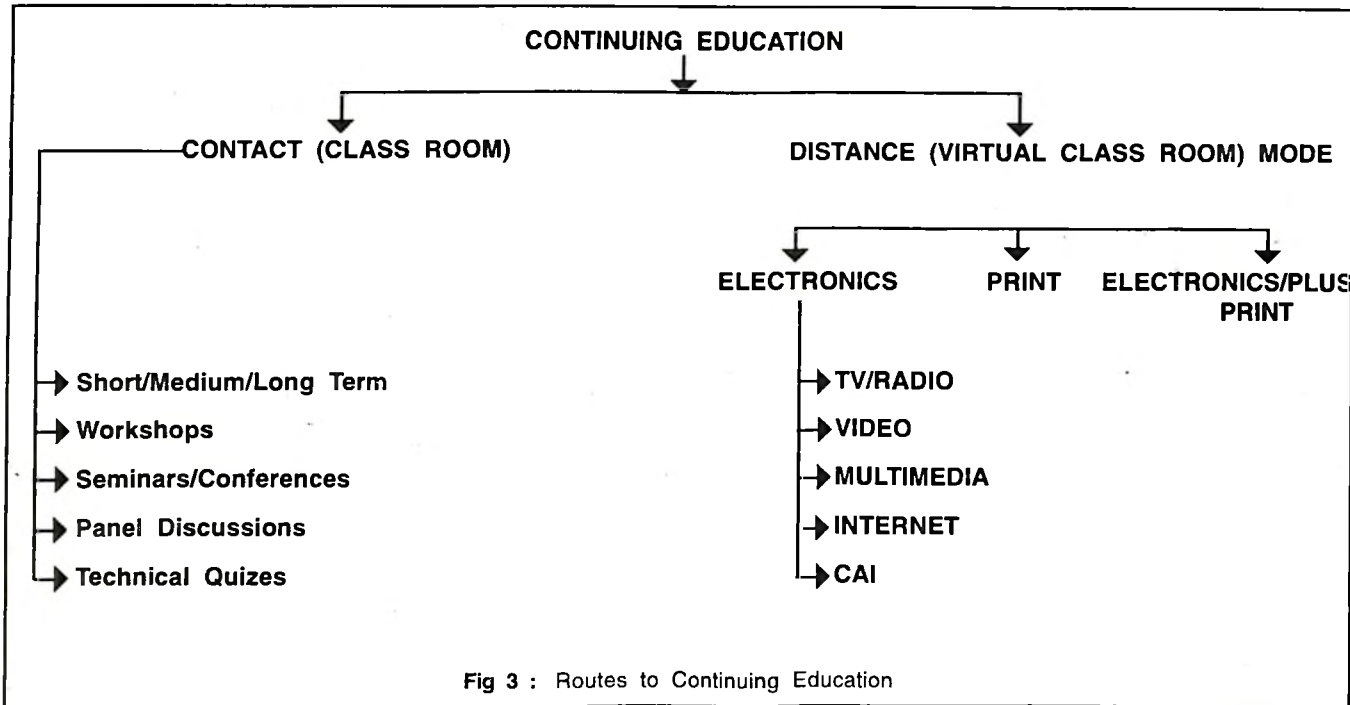 CONTINUING EDUCATION
CONTACT (CLASS ROOM)
DISTANCE (VIRTUAL CLASS ROOM) MODE
ELECTRONICS
PRINT
ELECTRONICS/PLUS
PRINT
Short/Medium/Long Term
Workshops
Seminars/Conferences
Panel Discussions
Technical Quizes
TV/RADIO
VIDEO
MULTIMEDIA
INTERNET
CAI
Fig 3 : Routes to Continuing Education